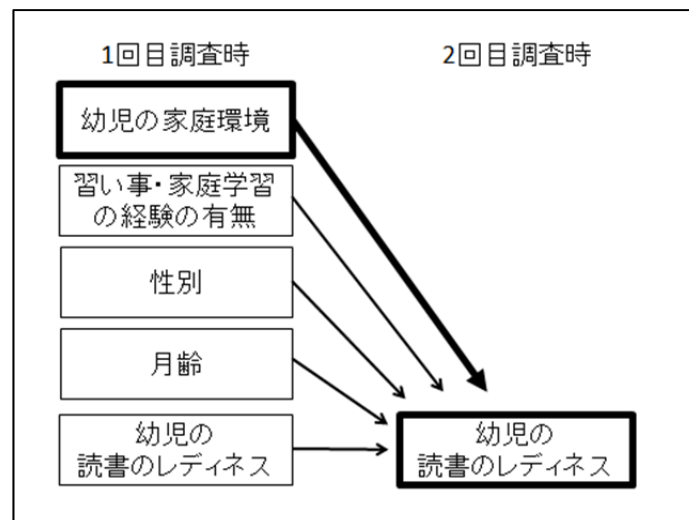 1回目調査時
2回目調査時
幼児の家庭環境
習い事・家庭学習
の経験の有無
性別
月齢
幼児の
読書のレディネス
幼児の
読書のレディネス